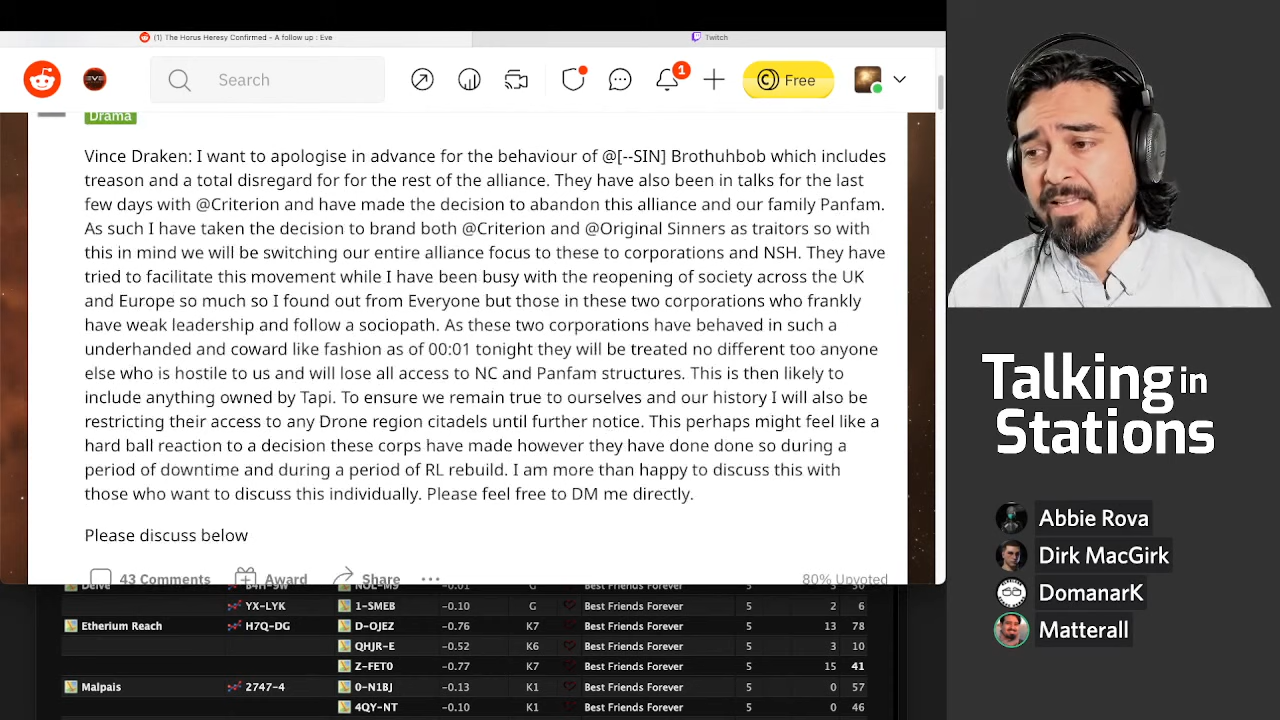 (1) The Horus Heresy Confirmed - A follow up : Eve
Twitch
EVE
Search
1
Free
Drama
Vince Draken: I want to apologise in advance for the behaviour of @[--SIN] Brothuhbob which includes
treason and a total disregard for for the rest of the alliance. They have also been in talks for the last
few days with @Criterion and have made the decision to abandon this alliance and our family Panfam.
As such I have taken the decision to brand both @Criterion and @Original Sinners as traitors so with
this in mind we will be switching our entire alliance focus to these to corporations and NSH. They have
tried to facilitate this movement while I have been busy with the reopening of society across the UK
and Europe so much so I found out from Everyone but those in these two corporations who frankly
have weak leadership and follow a sociopath. As these two corporations have behaved in such a
underhanded and coward like fashion as of 00:01 tonight they will be treated no different too anyone
else who is hostile to us and will lose all access to NC and Panfam structures. This is then likely to
include anything owned by Tapi. To ensure we remain true to ourselves and our history I will also be
restricting their access to any Drone region citadels until further notice. This perhaps might feel like a
hard ball reaction to a decision these corps have made however they have done done so during a
period of downtime and during a period of RL rebuild. I am more than happy to discuss this with
those who want to discuss this individually. Please feel free to DM me directly.
Please discuss below
43 Comments Award Share ... 80% Upvoted
Delve -0.01 G Best Friends Forever 5
YX-LYK 1-SMEB -0.10 G Best Friends Forever 5 2 6
Etherium Reach H7Q-DG D-OJEZ -0.76 K7 Best Friends Forever 5 13 78
QHJR-E -0.52 K6 Best Friends Forever 5 3 10
Z-FET0 -0.77 K7 Best Friends Forever 5 15 41
Malpais 2747-4 0-N1BJ -0.13 K1 Best Friends Forever 5 0 57
4QY-NT -0.10 K1 Best Friends Forever 5 0 46
Talking in
Stations
Abbie Rova
Dirk MacGirk
DomanarK
Matterall